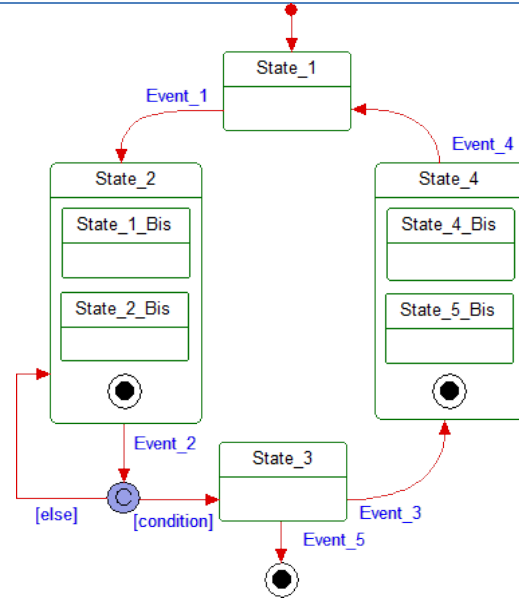 State_1
Event_1
Event_4
State_2
State_4
State_1_Bis
State_4_Bis
State_2_Bis
State_5_Bis
Event_2
State_3
C
[else]
[condition]
Event_3
Event_5